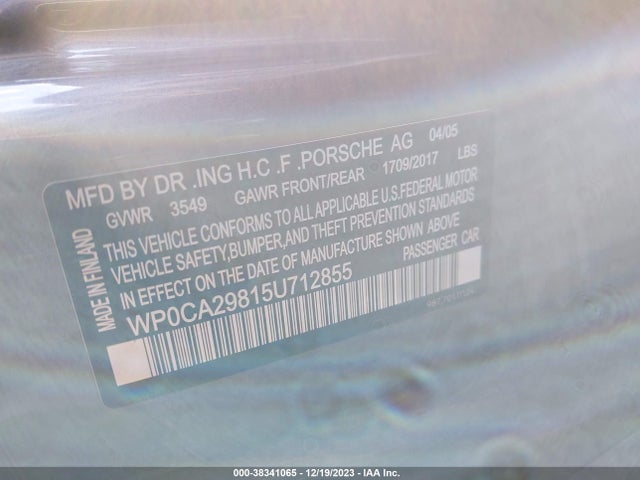 MFD BY DR .ING H.C .F .PORSCHE AG 04/05
GVWR 3549 GAWR FRONT/REAR 1709/2017 LBS
THIS VEHICLE CONFORMS TO ALL APPLICABLE U.S.FEDERAL MOTOR
VEHICLE SAFETY,BUMPER,AND THEFT PREVENTION STANDARDS
IN EFFECT ON THE DATE OF MANUFACTURE SHOWN ABOVE
WP0CA29815U712855 PASSENGER CAR
MADE IN FINLAND
000-38341065 - 12/19/2023 - IAA Inc.